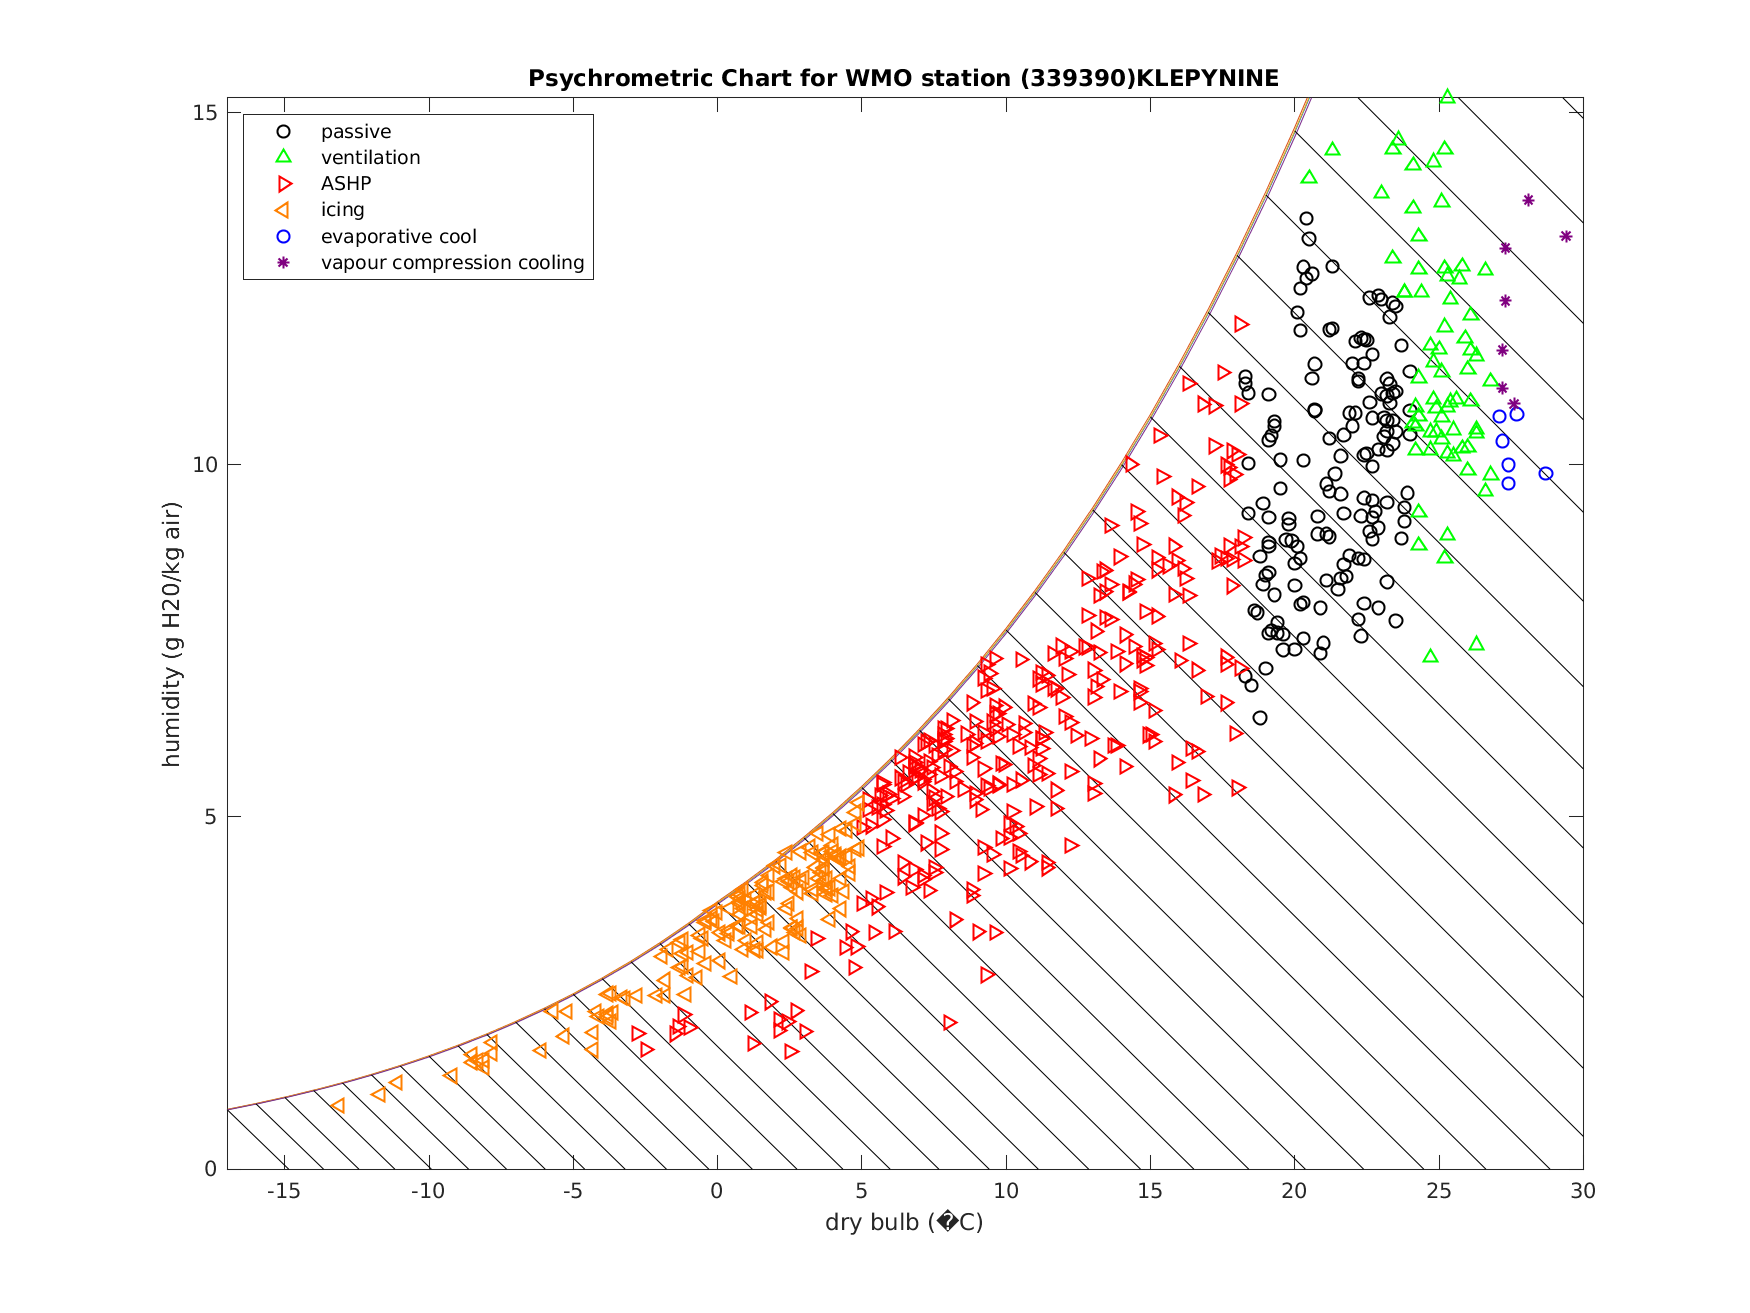 Psychrometric Chart for WMO station (339390)KLEPYNINE
passive
ventilation
ASHP
icing
evaporative cool
vapour compression cooling
humidity (g H20/kg air)
15
10
5
0
-15 -10 -5 0 5 10 15 20 25 30
dry bulb (�C)